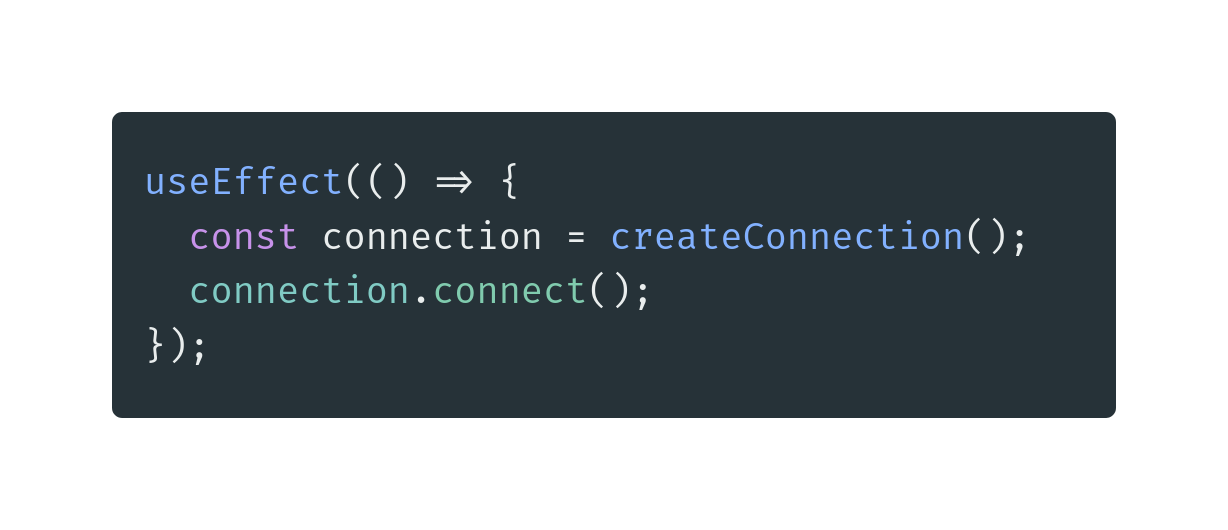 useEffect(() => {
  const connection = createConnection();
  connection.connect();
});